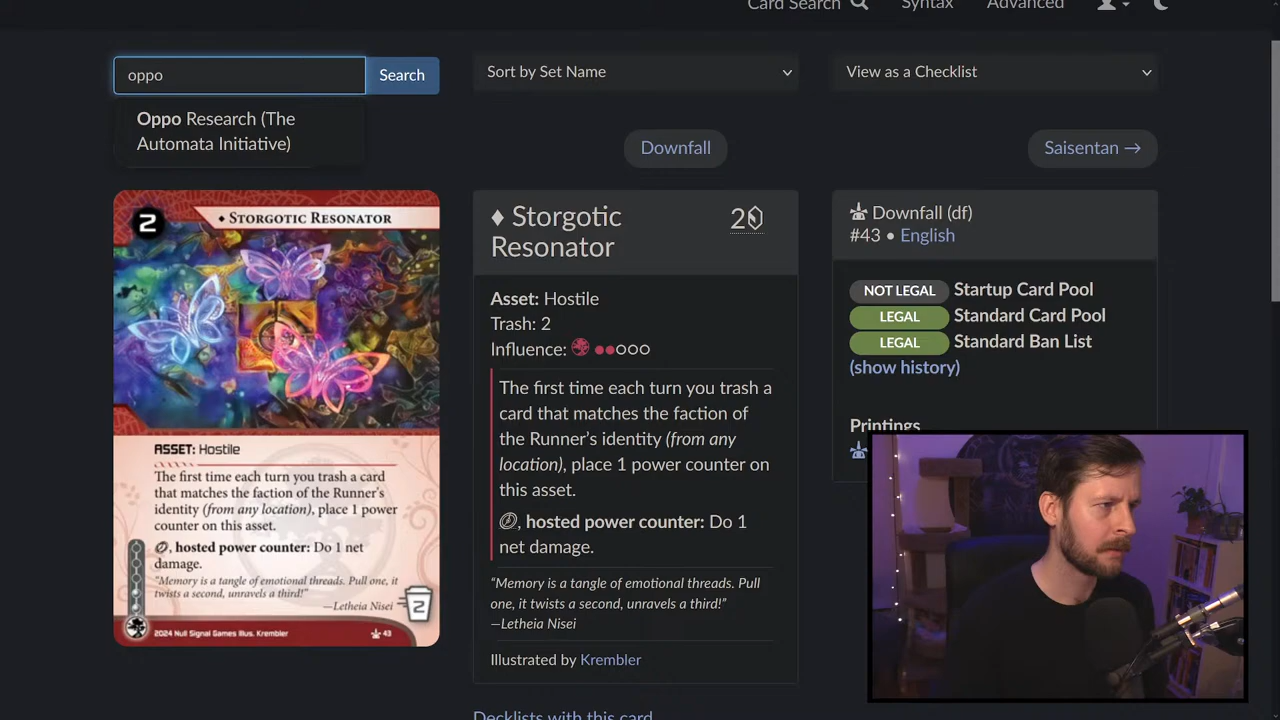 Card Search
Syntax
Advanced
oppo
Search
Sort by Set Name
View as a Checklist
Oppo Research (The
Automata Initiative)
Downfall
Saisentan →
2
♦ STORGOTIC RESONATOR
ASSET: Hostile
The first time each turn you trash a card
that matches the faction of the Runner's
identity (from any location), place 1 power
counter on this asset.
, hosted power counter: Do 1 net
damage.
"Memory is a tangle of emotional threads. Pull one, it
twists a second, unravels a third!"
—Letheia Nisei
2
2024 Null Signal Games Illus. Krembler
43
♦ Storgotic
Resonator
2
Asset: Hostile
Trash: 2
Influence:
The first time each turn you trash a
card that matches the faction of
the Runner's identity (from any
location), place 1 power counter on
this asset.
, hosted power counter: Do 1
net damage.
"Memory is a tangle of emotional threads. Pull
one, it twists a second, unravels a third!"
—Letheia Nisei
Illustrated by Krembler
Decklists with this card
Downfall (df)
#43 • English
NOT LEGAL Startup Card Pool
LEGAL Standard Card Pool
LEGAL Standard Ban List
(show history)
Printings